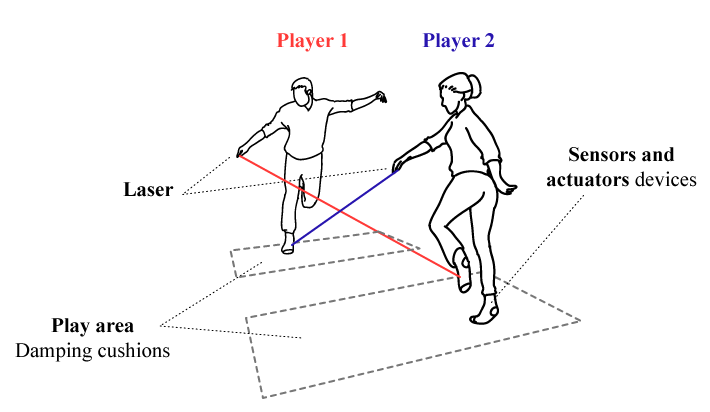 Player 1
Player 2
Sensors and
actuators devices
Laser
Play area
Damping cushions